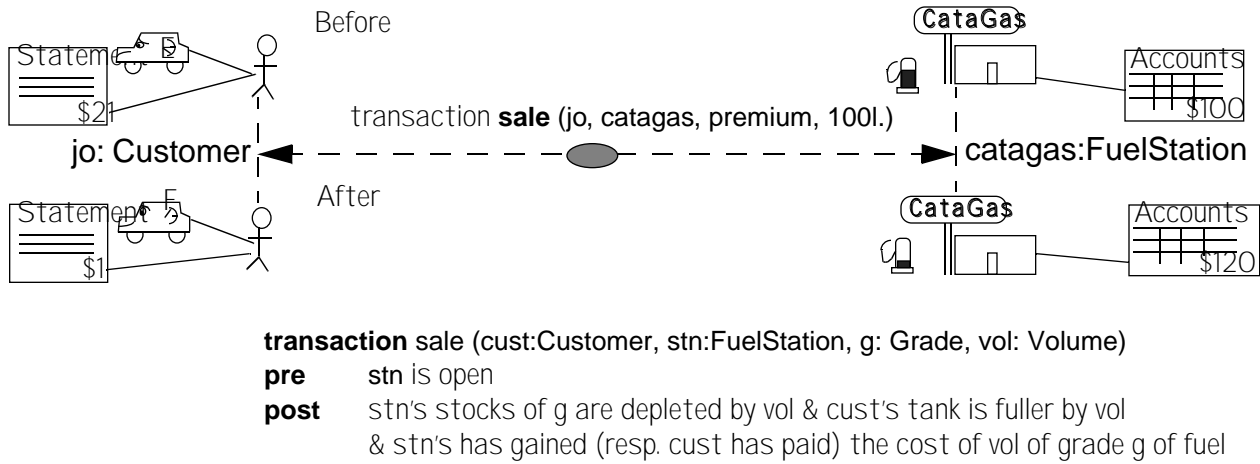 Before
CataGas
Statement E
Accounts
$21
$100
transaction sale (jo, catagas, premium, 100l.)
jo: Customer
catagas:FuelStation
After
Statement F
CataGas
Accounts
$1
$120
transaction sale (cust:Customer, stn:FuelStation, g: Grade, vol: Volume)
pre stn is open
post stn's stocks of g are depleted by vol & cust's tank is fuller by vol
& stn's has gained (resp. cust has paid) the cost of vol of grade g of fuel